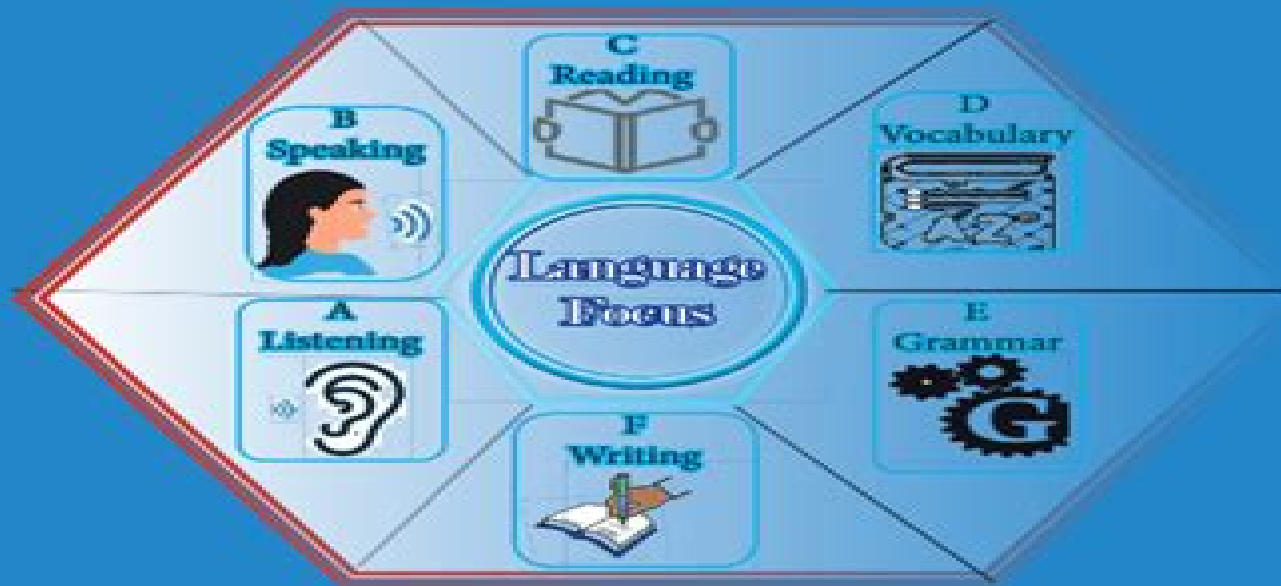 C
Reading
B
Speaking
D
Vocabulary
Language
Focus
A
Listening
E
Grammar
G
F
Writing